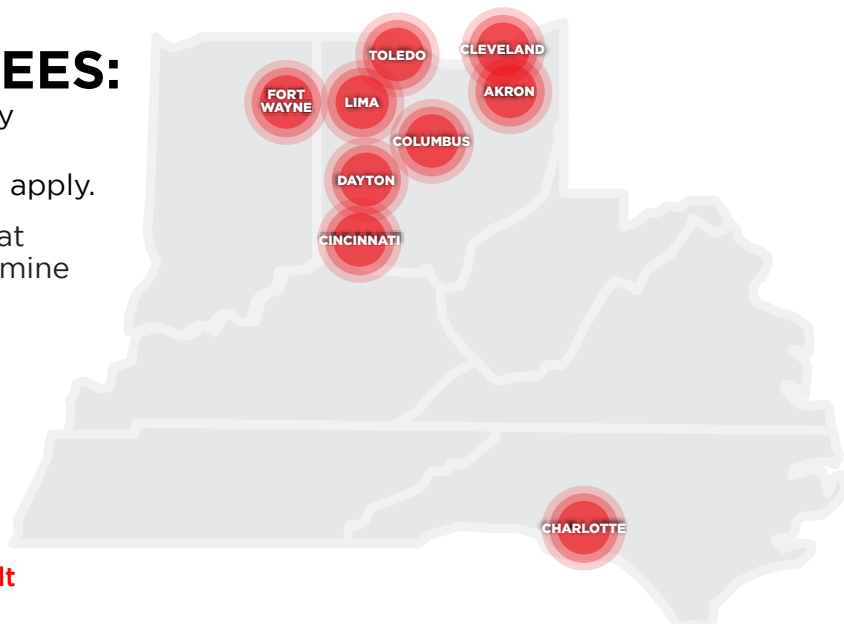 EES:
y
apply.
at
mine
lt
TOLEDO
CLEVELAND
FORT
WAYNE
LIMA
AKRON
COLUMBUS
DAYTON
CINCINNATI
CHARLOTTE